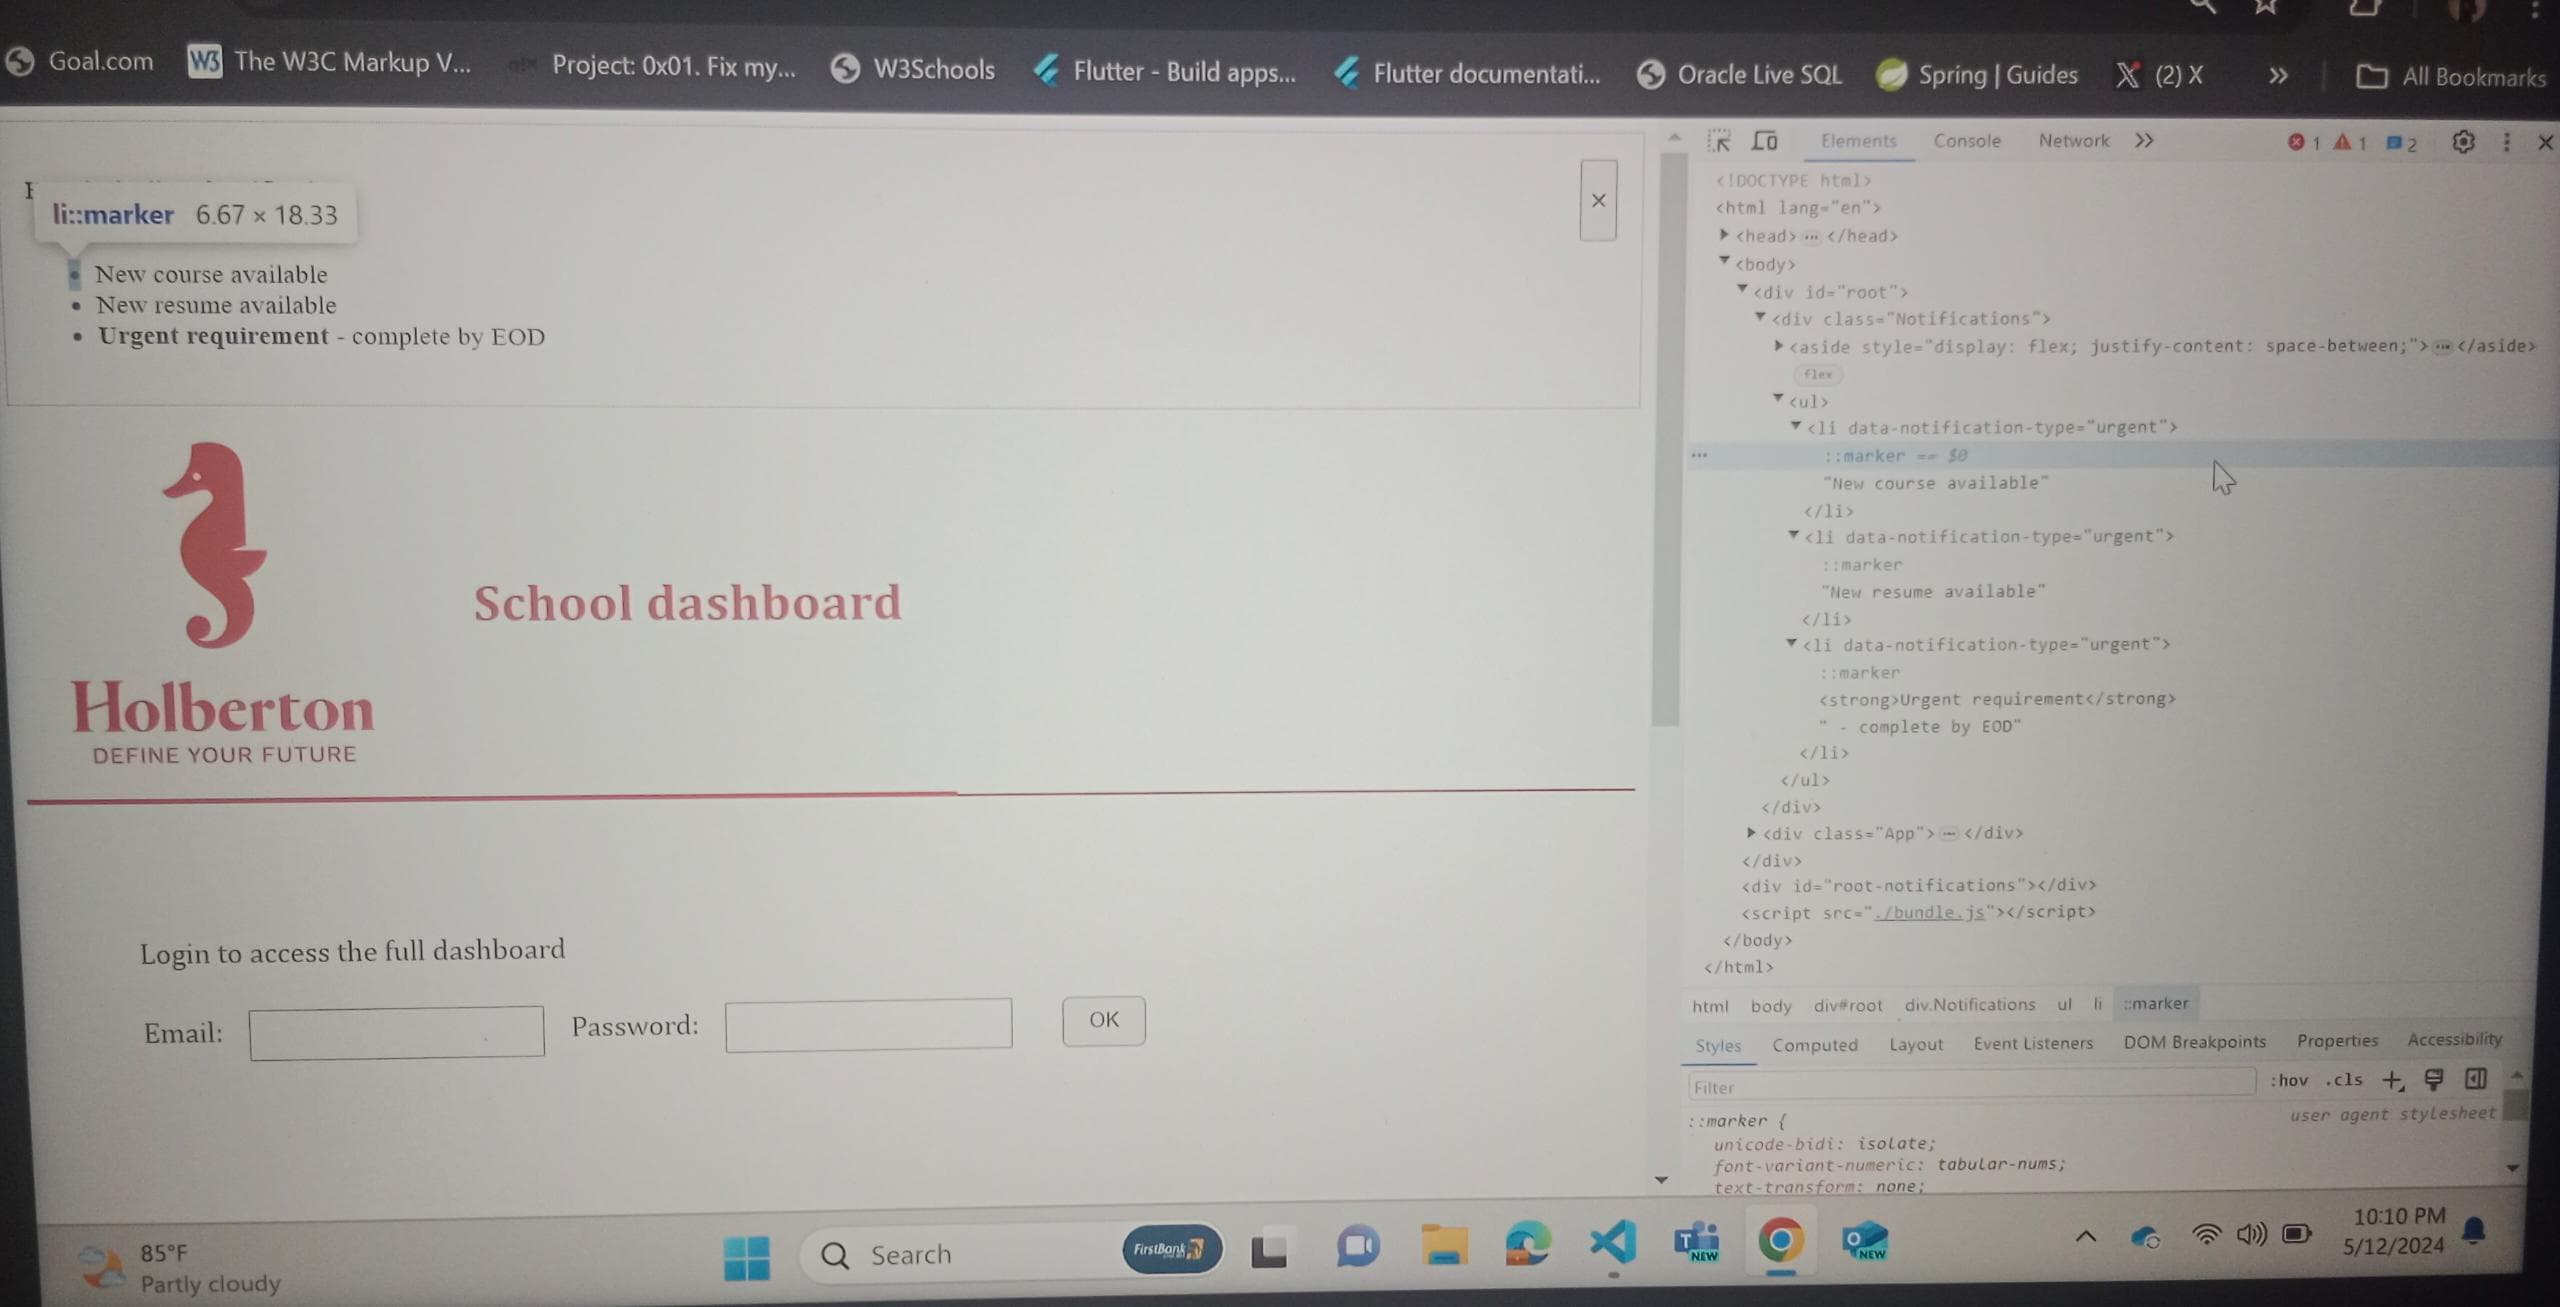 Goal.com
W3 The W3C Markup V...
Project: 0x01. Fix my...
W3Schools
Flutter - Build apps...
Flutter documentati...
Oracle Live SQL
Spring | Guides
X (2) X
»
All Bookmarks
li::marker 6.67 × 18.33
• New course available
• New resume available
• Urgent requirement - complete by EOD
×
Holberton
DEFINE YOUR FUTURE
School dashboard
Login to access the full dashboard
Email:
Password:
OK
Elements
Console
Network
»
1
1
2
<!DOCTYPE html>
<html lang="en">
<head> ... </head>
<body>
<div id="root">
<div class="Notifications">
<aside style="display: flex; justify-content: space-between;"> ... </aside>
flex
<ul>
<li data-notification-type="urgent">
::marker == $0
"New course available"
</li>
<li data-notification-type="urgent">
::marker
"New resume available"
</li>
<li data-notification-type="urgent">
::marker
<strong>Urgent requirement</strong>
" - complete by EOD"
</li>
</ul>
</div>
<div class="App"> ... </div>
</div>
<div id="root-notifications"></div>
<script src="./bundle.js"></script>
</body>
</html>
html body div#root div.Notifications ul li ::marker
Styles Computed Layout Event Listeners DOM Breakpoints Properties Accessibility
Filter
:hov .cls +
::marker {
user agent stylesheet
unicode-bidi: isolate;
font-variant-numeric: tabular-nums;
text-transform: none;
85°F
Partly cloudy
Search
FirstBank
T NEW
O NEW
10:10 PM
5/12/2024